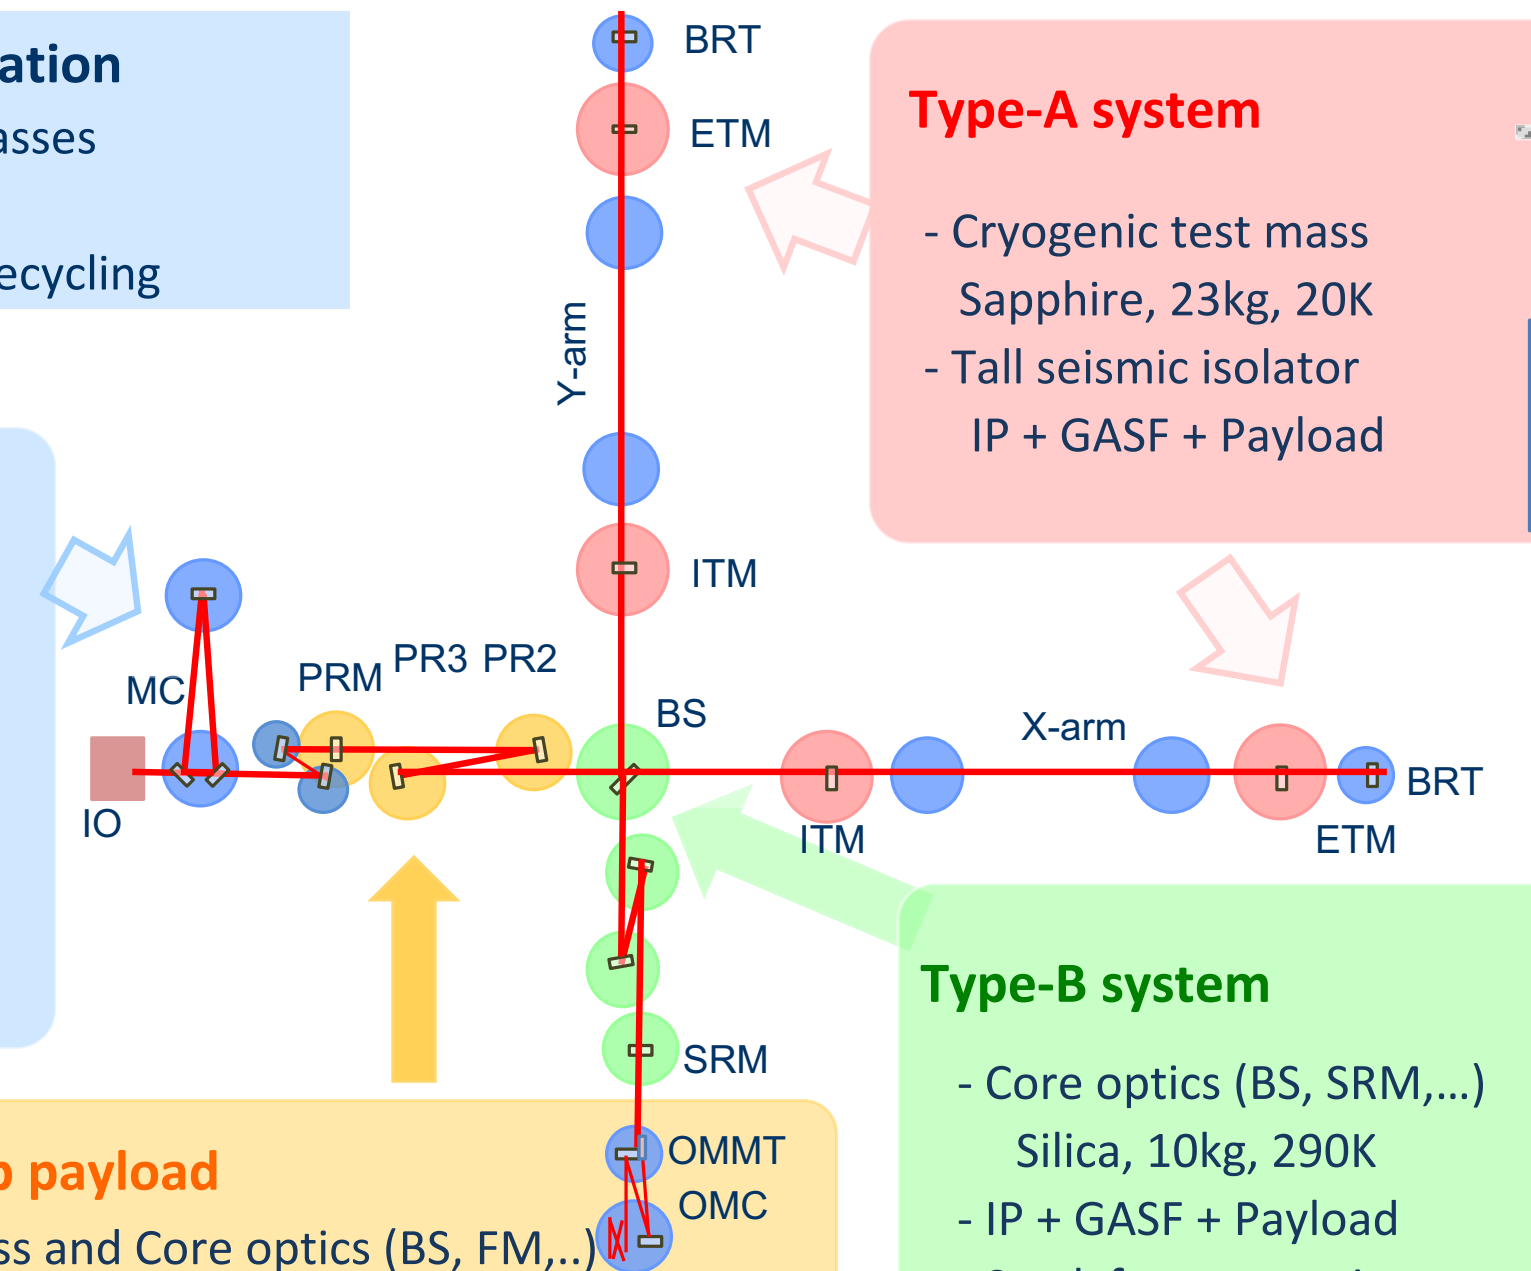 ation
asses
ecycling
BRT
ETM
Y-arm
ITM
Type-A system
- Cryogenic test mass
Sapphire, 23kg, 20K
- Tall seismic isolator
IP + GASF + Payload
MC
PRM
PR3
PR2
BS
IO
X-arm
ITM
ETM
BRT
SRM
OMMT
OMC
payload
ss and Core optics (BS, FM,..)
Type-B system
- Core optics (BS, SRM,...)
Silica, 10kg, 290K
- IP + GASF + Payload